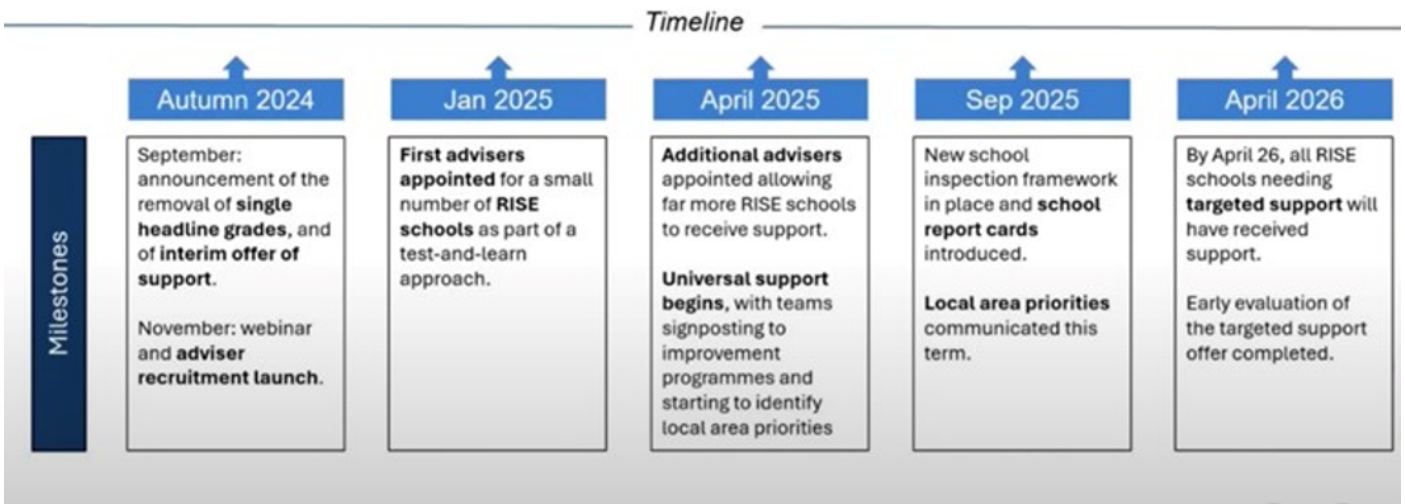 Timeline
Autumn 2024
Jan 2025
April 2025
Sep 2025
April 2026
Milestones
September:
announcement of the
removal of single
headline grades, and
of interim offer of
support.
November: webinar
and adviser
recruitment launch.
First advisers
appointed for a small
number of RISE
schools as part of a
test-and-learn
approach.
Additional advisers
appointed allowing
far more RISE schools
to receive support.
Universal support
begins, with teams
signposting to
improvement
programmes and
starting to identify
local area priorities
New school
inspection framework
in place and school
report cards
introduced.
Local area priorities
communicated this
term.
By April 26, all RISE
schools needing
targeted support will
have received
support.
Early evaluation of
the targeted support
offer completed.